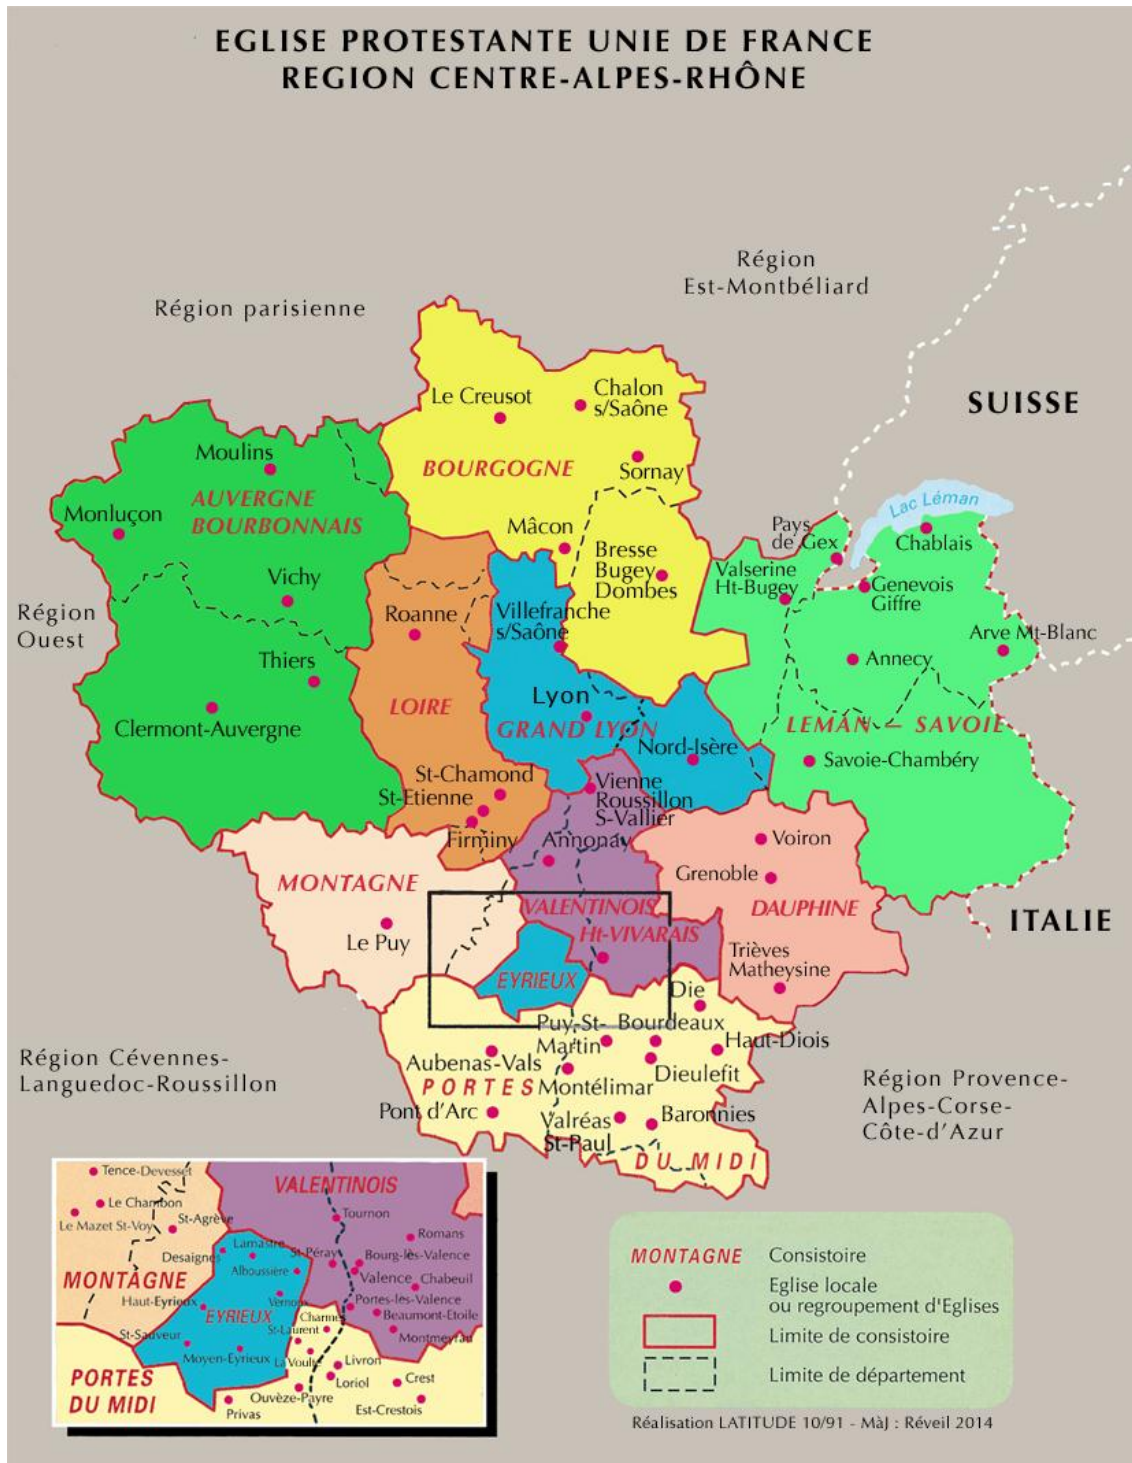 EGLISE PROTESTANTE UNIE DE FRANCE
REGION CENTRE-ALPES-RHÔNE
Région
Est-Montbéliard
Région parisienne
SUISSE
Le Creusot
Chalon
s/Saône
BOURGOGNE
Sornay
Moulins
AUVERGNE
BOURBONNAIS
Monluçon
Lac Léman
Mâcon
Pays
de Gex
Chablais
Bresse
Bugey
Dombes
Valserine
Ht-Bugey
Vichy
Genevois
Giffre
Région
Ouest
Roanne
Villefranche
s/Saône
Arve Mt-Blanc
Thiers
Annecy
LOIRE
Lyon
GRAND LYON
Clermont-Auvergne
LEMAN – SAVOIE
Nord-Isère
Savoie-Chambéry
St-Chamond
St-Etienne
Vienne
Roussillon
S-Vallier
Firminy
Annonay
Voiron
Grenoble
MONTAGNE
VALENTINOIS
DAUPHINE
ITALIE
Ht-VIVARAIS
Le Puy
Trièves
Matheysine
EYRIEUX
Die
Puy-St-
Martin
Bourdeaux
Haut-Diois
Région Cévennes-
Languedoc-Roussillon
Aubenas-Vals
Dieulefit
PORTES
Montélimar
Région Provence-
Alpes-Corse-
Côte-d'Azur
Pont d'Arc
Valréas
St-Paul
Baronnies
DU MIDI
Tence-Devesset
VALENTINOIS
Le Chambon
Le Mazet St-Voy
St-Agrève
Tournon
Romans
Lamastre
Desaignes
St-Péray
Bourg-lès-Valence
Alboussière
Valence
Chabeuil
MONTAGNE
Haut-Eyrieux
Vernoux
Portes-lès-Valence
EYRIEUX
Charmes
Beaumont-Etoile
St-Laurent
St-Sauveur
Montmeyran
Moyen-Eyrieux
La Voulte
Livron
PORTES
DU MIDI
Loriol
Crest
Ouvèze-Payre
Privas
Est-Crestois
MONTAGNE
Consistoire
Eglise locale
ou regroupement d'Eglises
Limite de consistoire
Limite de département
Réalisation LATITUDE 10/91 - MàJ : Réveil 2014